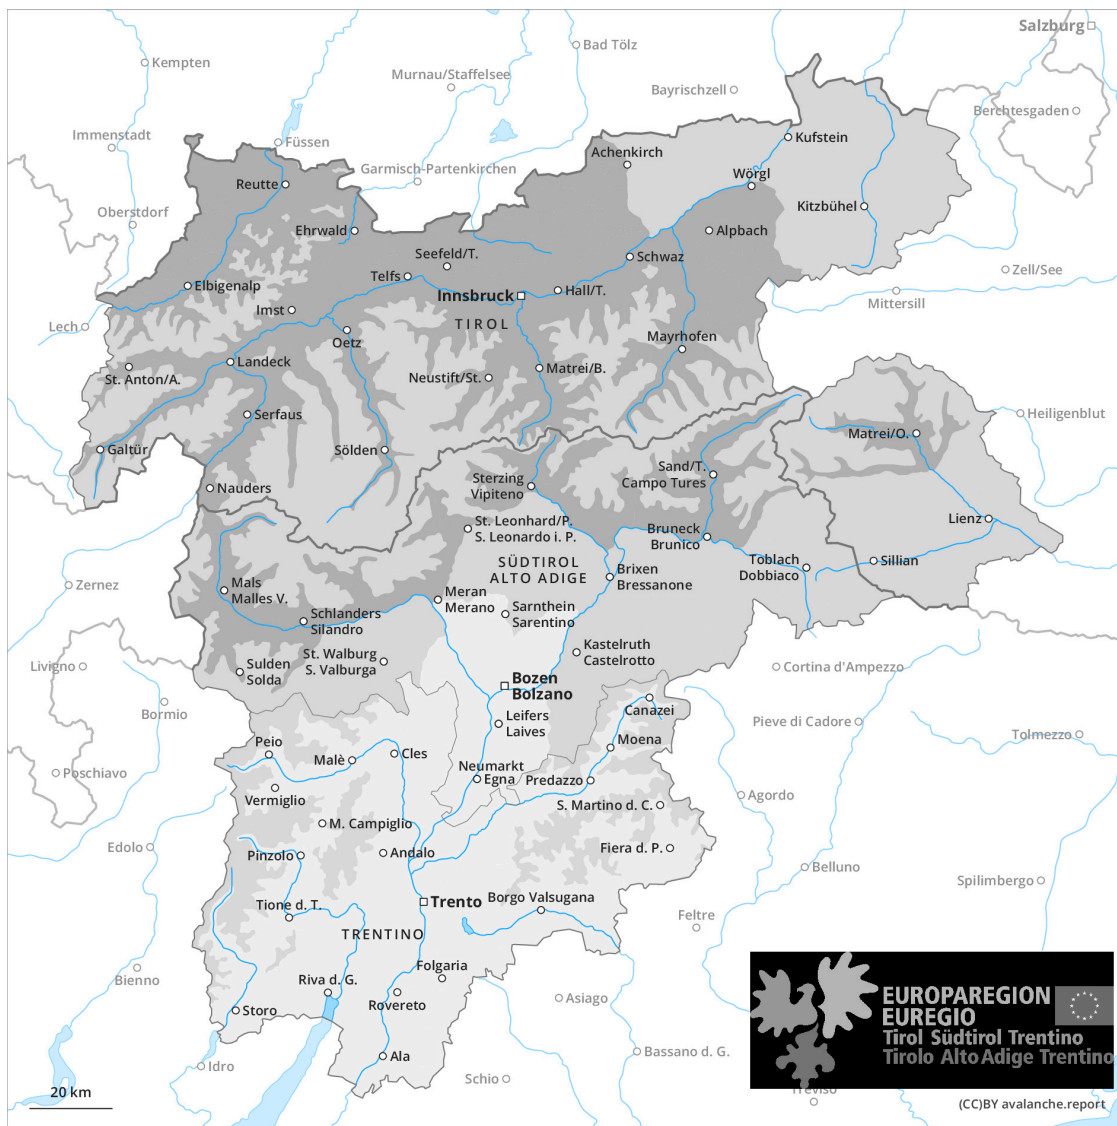 Salzburg
Kempten
Bad Tölz
Murnau/Staffelsee
Bayrischzell
Berchtesgaden
Immenstadt
Füssen
Kufstein
Achenkirch
Garmisch-Partenkirchen
Wörgl
Reutte
Kitzbühel
Oberstdorf
Ehrwald
Alpbach
Seefeld/T.
Schwaz
Zell/See
Telfs
Elbigenalp
Hall/T.
Innsbruck
Mittersill
Imst
TIROL
Lech
Oetz
Mayrhofen
Landeck
Matrei/B.
St. Anton/A.
Neustift/St.
Serfaus
Heiligenblut
Matrei/O.
Galtür
Sölden
Sand/T.
Campo Tures
Sterzing
Vipiteno
Nauders
Lienz
St. Leonhard/P.
S. Leonardo i. P.
Bruneck
Brunico
SÜDTIROL
ALTO ADIGE
Toblach
Dobbiaco
Sillian
Brixen
Bressanone
Zernez
Mals
Malles V.
Meran
Merano
Sarnthein
Sarentino
Schlanders
Silandro
Kastelruth
Castelrotto
St. Walburg
S. Valburga
Livigno
Sulden
Solda
Cortina d'Ampezzo
Bozen
Bolzano
Canazei
Bormio
Leifers
Laives
Pieve di Cadore
Tolmezzo
Moena
Peio
Cles
Malè
Poschiavo
Neumarkt
Egna
Predazzo
Vermiglio
Agordo
S. Martino d. C.
M. Campiglio
Edolo
Fiera d. P.
Pinzolo
Andalo
Belluno
Spilimbergo
Trento
Borgo Valsugana
Tione d. T.
Feltre
TRENTINO
Folgaria
Bienno
Riva d. G.
Rovereto
Asiago
Storo
EUROPAREGION
EUREGIO
Tirol Südtirol Trentino
Tirolo Alto Adige Trentino
Ala
Bassano d. G.
Idro
Schio
Treviso
20 km
(CC)BY avalanche.report